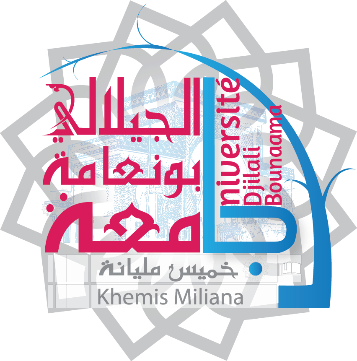 جامعة
الجيلالي
بونعامة
Université
Djilali
Bounaama
خميس مليانة
Khemis Miliana